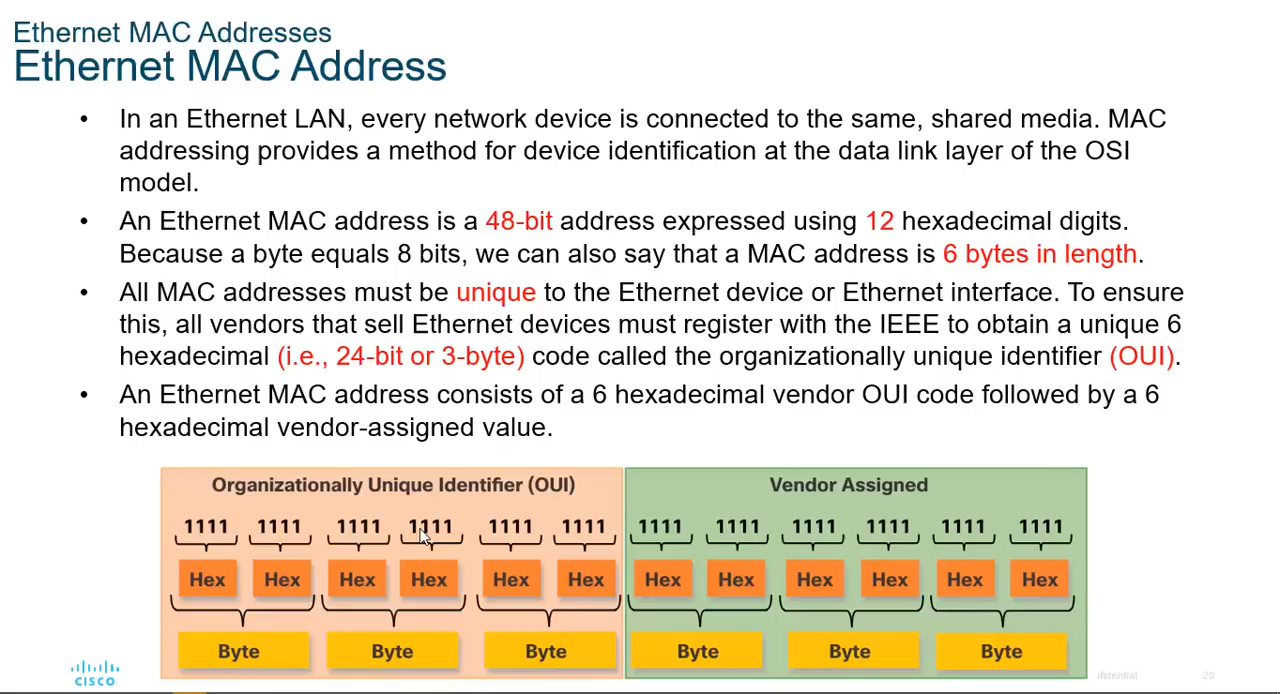 Ethernet MAC Addresses
Ethernet MAC Address
• In an Ethernet LAN, every network device is connected to the same, shared media. MAC
addressing provides a method for device identification at the data link layer of the OSI
model.
• An Ethernet MAC address is a 48-bit address expressed using 12 hexadecimal digits.
Because a byte equals 8 bits, we can also say that a MAC address is 6 bytes in length.
• All MAC addresses must be unique to the Ethernet device or Ethernet interface. To ensure
this, all vendors that sell Ethernet devices must register with the IEEE to obtain a unique 6
hexadecimal (i.e., 24-bit or 3-byte) code called the organizationally unique identifier (OUI).
• An Ethernet MAC address consists of a 6 hexadecimal vendor OUI code followed by a 6
hexadecimal vendor-assigned value.
Organizationally Unique Identifier (OUI) Vendor Assigned
1111 1111 1111 1111 1111 1111 1111 1111 1111 1111 1111 1111
Hex Hex Hex Hex Hex Hex Hex Hex Hex Hex Hex Hex
Byte Byte Byte Byte Byte Byte
CISCO nfidential 20